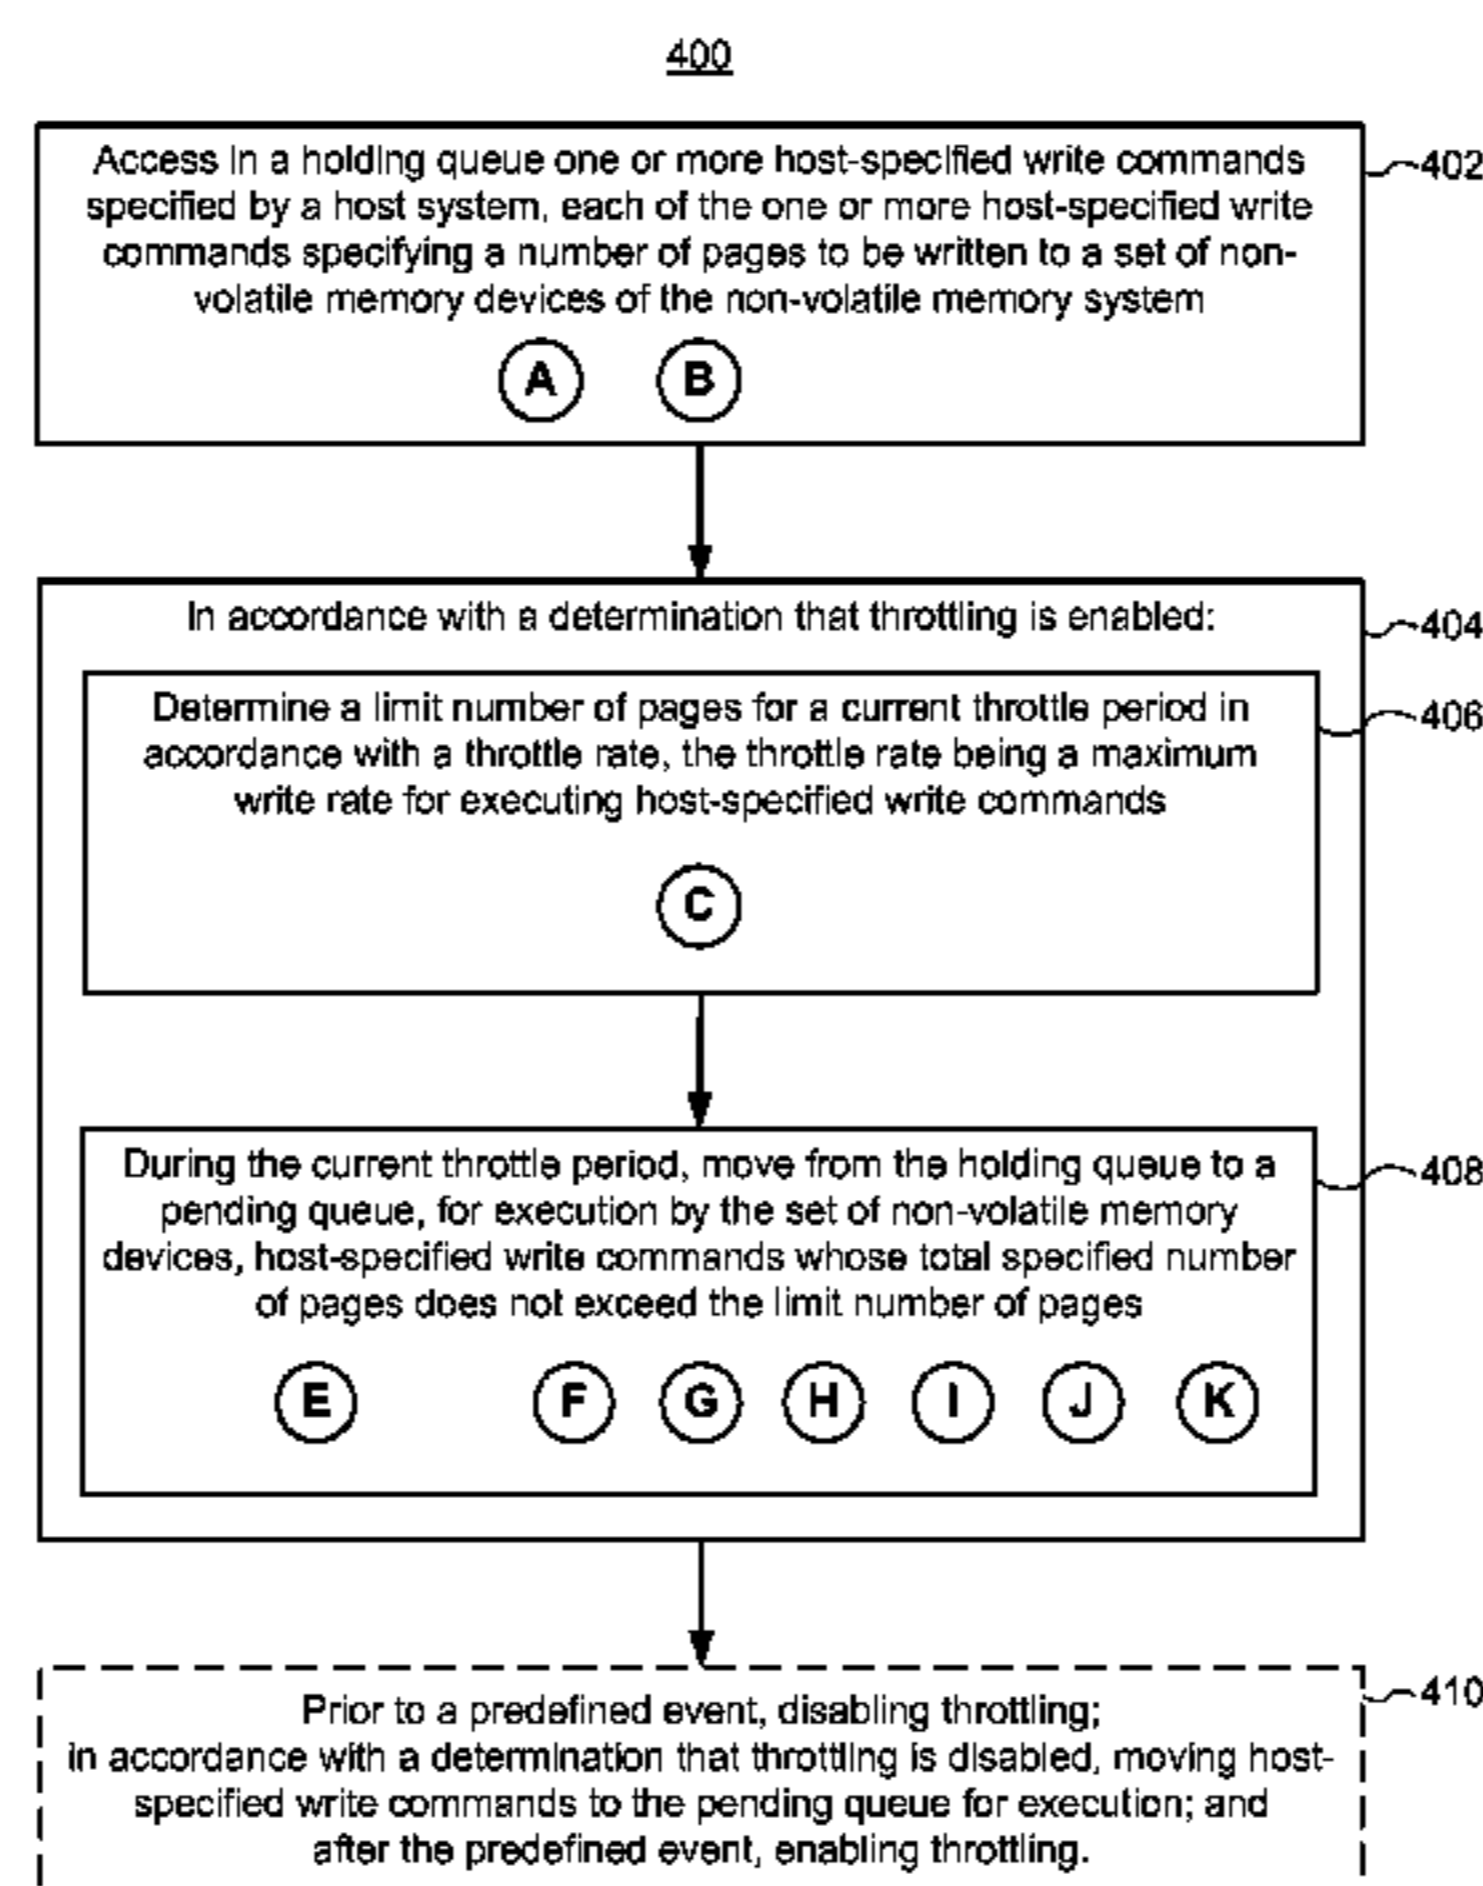 400
Access in a holding queue one or more host-specified write commands
specified by a host system, each of the one or more host-specified write
commands specifying a number of pages to be written to a set of non-
volatile memory devices of the non-volatile memory system
A B
402
In accordance with a determination that throttling is enabled:
404
Determine a limit number of pages for a current throttle period in
accordance with a throttle rate, the throttle rate being a maximum
write rate for executing host-specified write commands
406
C
During the current throttle period, move from the holding queue to a
pending queue, for execution by the set of non-volatile memory
devices, host-specified write commands whose total specified number
of pages does not exceed the limit number of pages
408
E F G H I J K
Prior to a predefined event, disabling throttling;
in accordance with a determination that throttling is disabled, moving host-
specified write commands to the pending queue for execution; and
after the predefined event, enabling throttling.
410